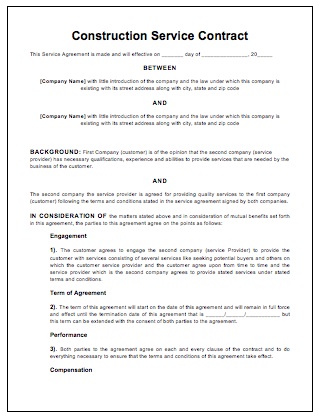 Construction Service Contract
This Service Agreement is made and will effective on _______ day of ________________, 20_____
BETWEEN
[Company Name] with little introduction of the company and the law under which this company is
existing with its street address along with city, state and zip code
AND
[Company Name] with little introduction of the company and the law under which this company is
existing with its street address along with city, state and zip code
BACKGROUND: First Company (customer) is of the opinion that the second company (service
provider) has necessary qualifications, experience and abilities to provide services that are needed by
business of the customer.
AND
The second company the service provider is agreed for providing quality services to the first company
(customer) following the terms and conditions stated in the service agreement signed by both companies.
IN CONSIDERATION OF the matters stated above and in consideration of mutual benefits set forth
in this agreement, the parties to this agreement agree on the points as follows:
Engagement
1). The customer agrees to engage the second company (service Provider) to provide the
customer with services consisting of several services like seeking potential buyers and others on
which the customer service provider and the customer agree upon from time to time and the
service provider which is the second company agrees to provide stated services under stated
terms and conditions.
Term of Agreement
2). The term of this agreement will start on the date of this agreement and will remain in full force
and effect until the termination date of this agreement that is ______/______/__________ but
this term can be extended with the consent of both parties to the agreement.
Performance
3). Both parties to the agreement agree on each and every clause of the contract and to do
everything necessary to ensure that the terms and conditions of this agreement take effect.
Compensation